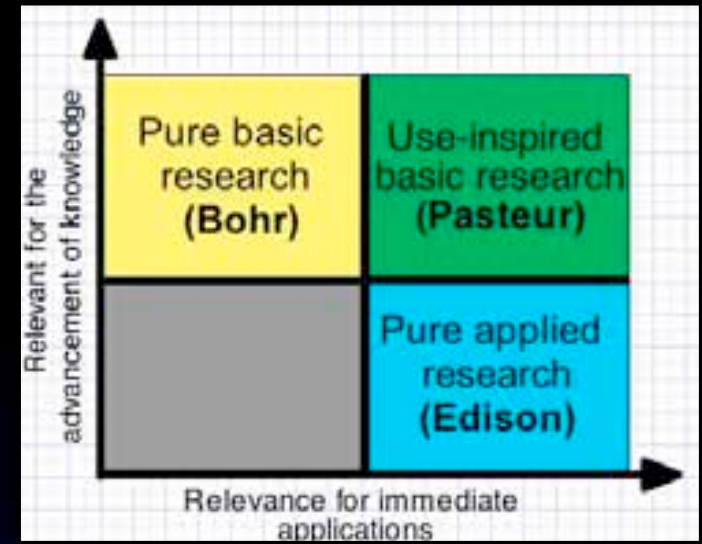 Relevant for the
advancement of knowledge
Pure basic
research
(Bohr)
Use-inspired
basic research
(Pasteur)
Pure applied
research
(Edison)
Relevance for immediate
applications